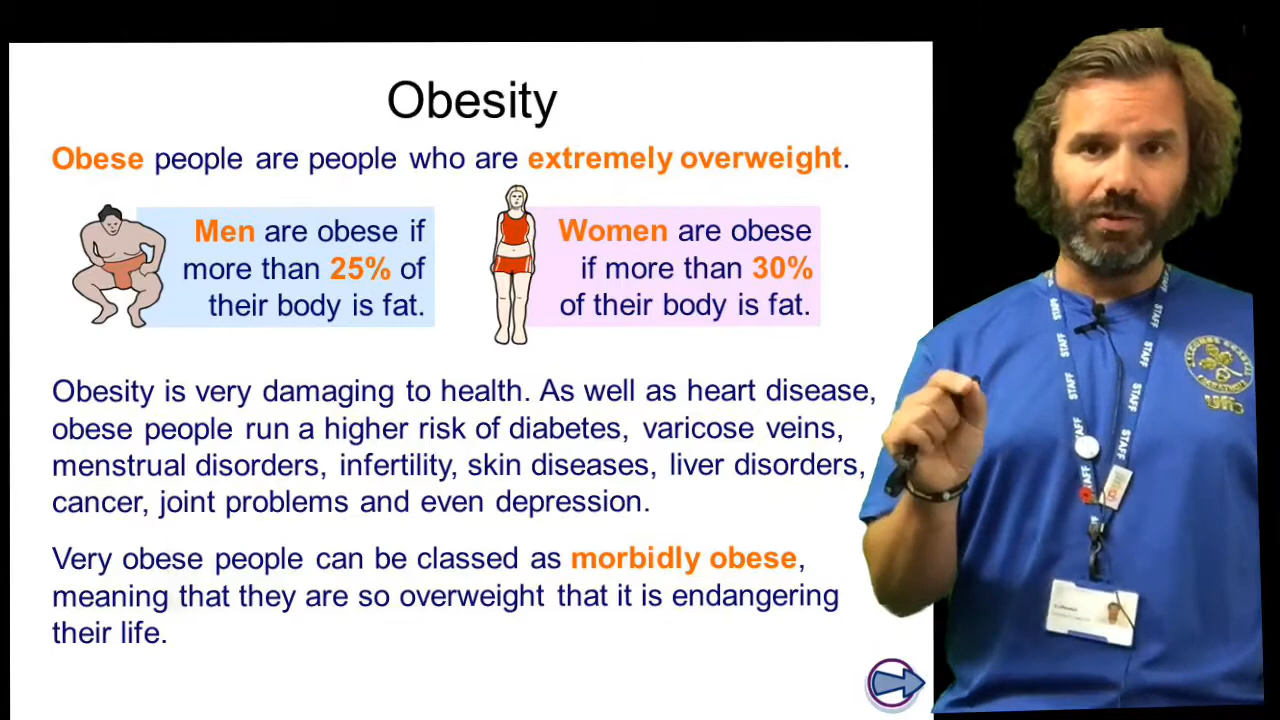 Obesity
Obese people are people who are extremely overweight.
Men are obese if
more than 25% of
their body is fat.
Women are obese
if more than 30%
of their body is fat.
Obesity is very damaging to health. As well as heart disease,
obese people run a higher risk of diabetes, varicose veins,
menstrual disorders, infertility, skin diseases, liver disorders,
cancer, joint problems and even depression.
Very obese people can be classed as morbidly obese,
meaning that they are so overweight that it is endangering
their life.
STAFF
STAFF
STAFF
STAFF
STAFF
STAFF
STAFF
STAFF